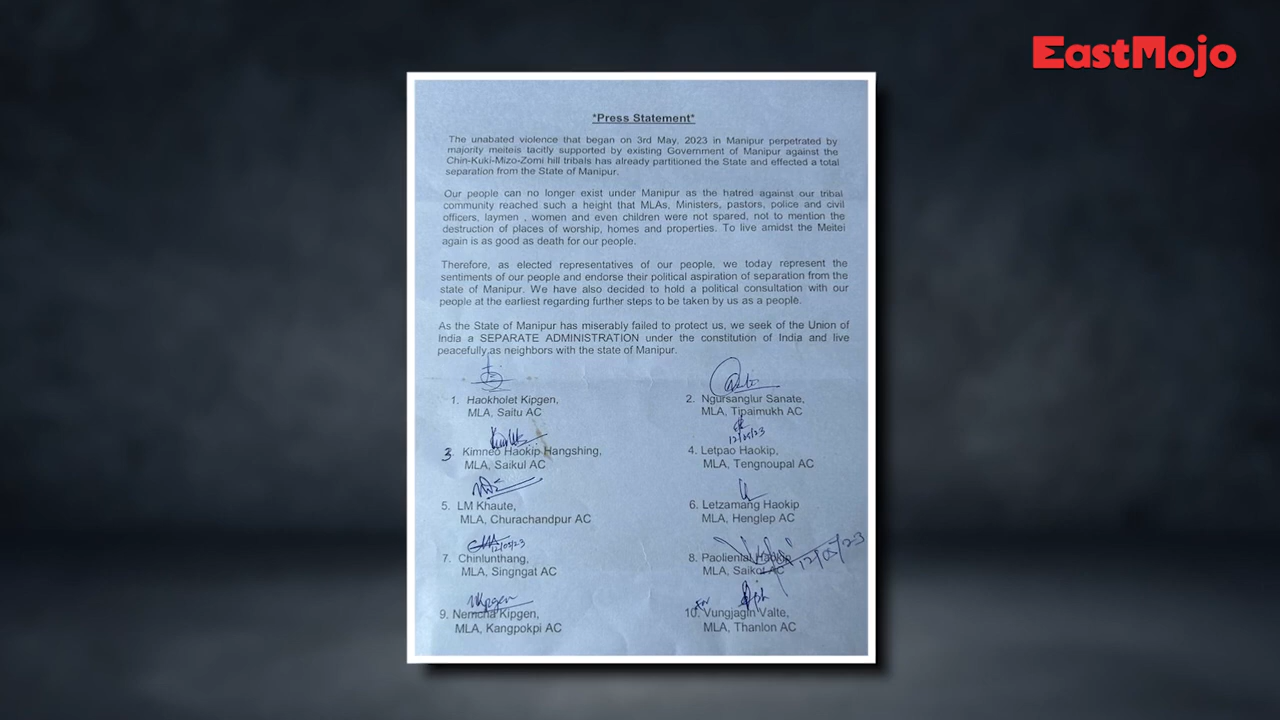 EastMojo
*Press Statement*
The unabated violence that began on 3rd May, 2023 in Manipur perpetrated by
majority meiteis tacitly supported by existing Government of Manipur against the
Chin-Kuki-Mizo-Zomi hill tribals has already partitioned the State and effected a total
separation from the State of Manipur.
Our people can no longer exist under Manipur as the hatred against our tribal
community reached such a height that MLAs, Ministers, pastors, police and civil
officers, laymen , women and even children were not spared, not to mention the
destruction of places of worship, homes and properties. To live amidst the Meitei
again is as good as death for our people.
Therefore, as elected representatives of our people, we today represent the
sentiments of our people and endorse their political aspiration of separation from the
state of Manipur. We have also decided to hold a political consultation with our
people at the earliest regarding further steps to be taken by us as a people.
As the State of Manipur has miserably failed to protect us, we seek of the Union of
India a SEPARATE ADMINISTRATION under the constitution of India and live
peacefully as neighbors with the state of Manipur.
1. Haokholet Kipgen,
MLA, Saitu AC
2. Ngursanglur Sanate,
MLA, Tipaimukh AC
3 Kimneo Haokip Hangshing,
MLA, Saikul AC
12/05/23
4. Letpao Haokip,
MLA, Tengnoupal AC
5. LM Khaute,
MLA, Churachandpur AC
6. Letzamang Haokip
MLA, Henglep AC
12/05/23
7. Chinlunthang,
MLA, Singngat AC
8. Paolienlal Haokip
MLA, Saikot AC
12/05/23
9. Nemcha Kipgen,
MLA, Kangpokpi AC
10. Vungjagin Valte,
MLA, Thanlon AC